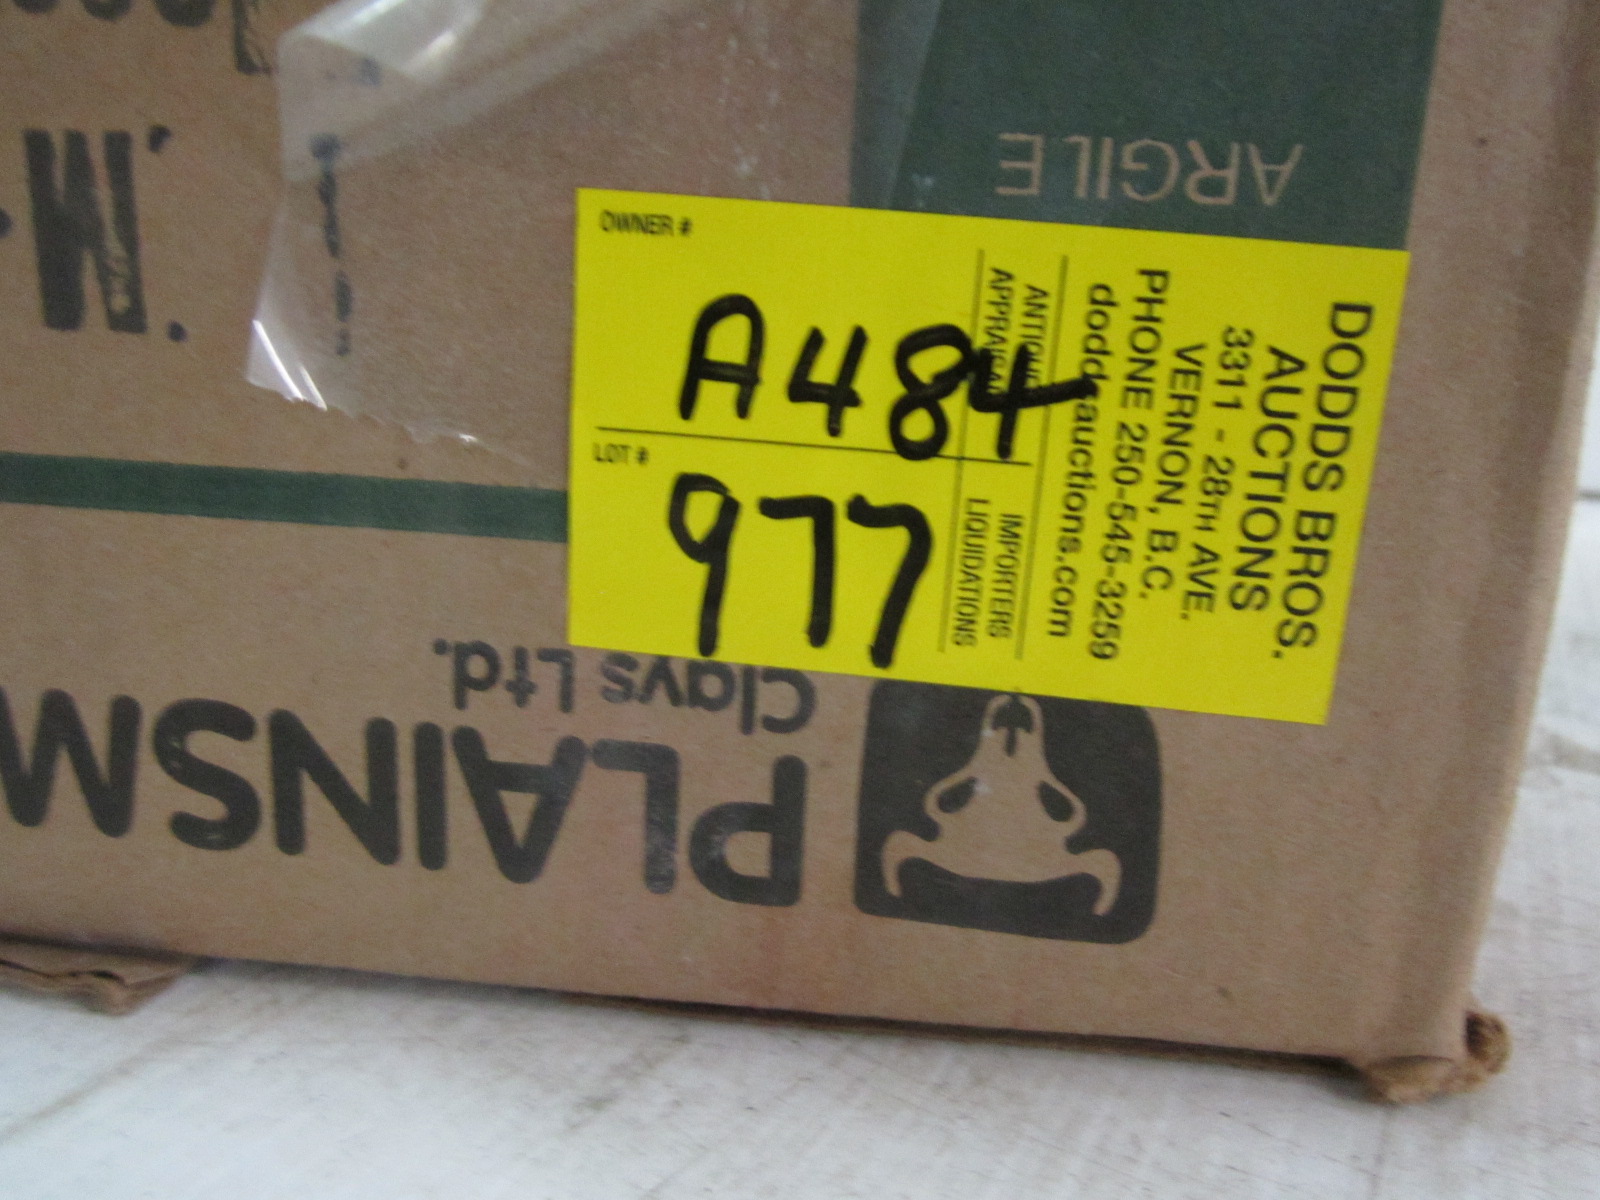 ARGILE
OWNER #
A484
LOT #
977
DODDS BROS.
AUCTIONS
3311 - 28TH AVE.
VERNON, B.C.
PHONE 250-545-3259
doddsauctions.com
IMPORTERS
LIQUIDATIONS
PLAINSM
Clays Ltd.